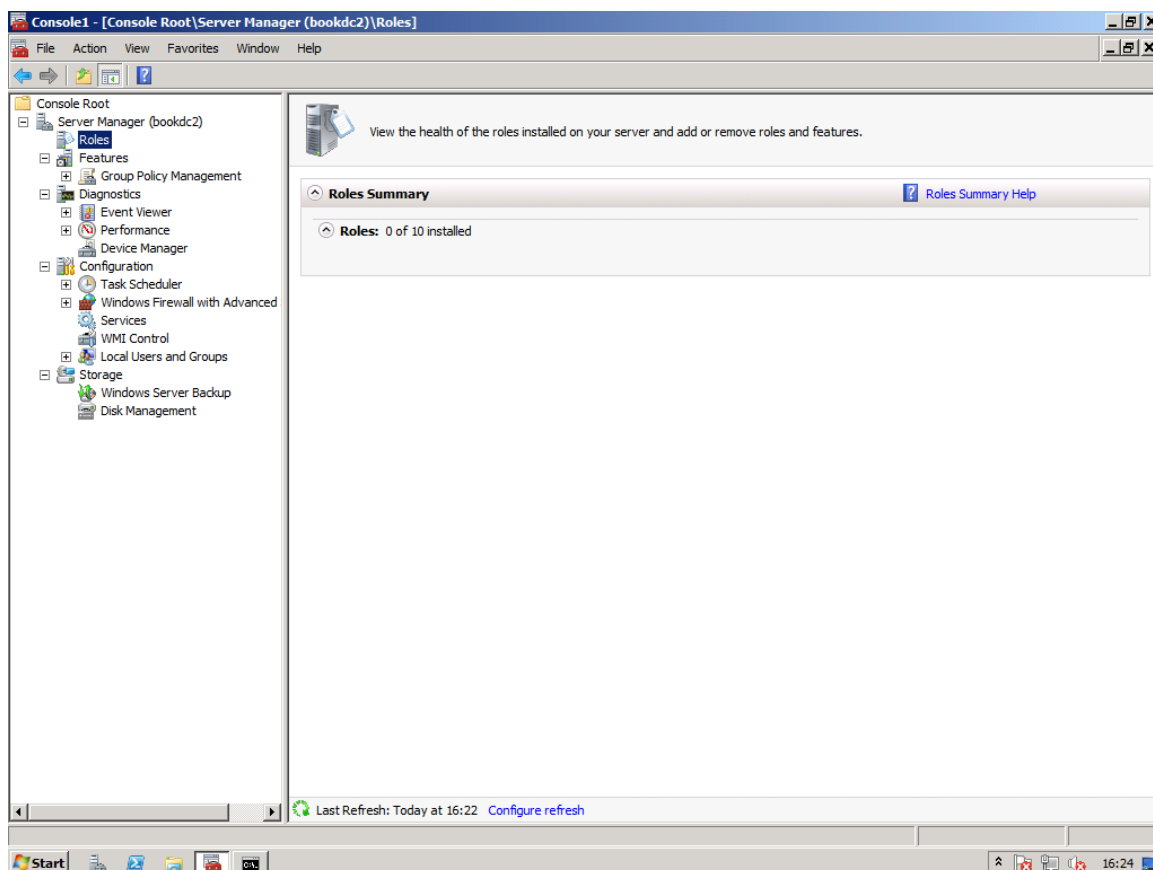 Console1 - [Console Root\Server Manager (bookdc2)\Roles]
File Action View Favorites Window Help
Console Root
Server Manager (bookdc2)
Roles
Features
Group Policy Management
Diagnostics
Event Viewer
Performance
Device Manager
Configuration
Task Scheduler
Windows Firewall with Advanced
Services
WMI Control
Local Users and Groups
Storage
Windows Server Backup
Disk Management
View the health of the roles installed on your server and add or remove roles and features.
Roles Summary
Roles Summary Help
Roles: 0 of 10 installed
Last Refresh: Today at 16:22 Configure refresh
Start
16:24